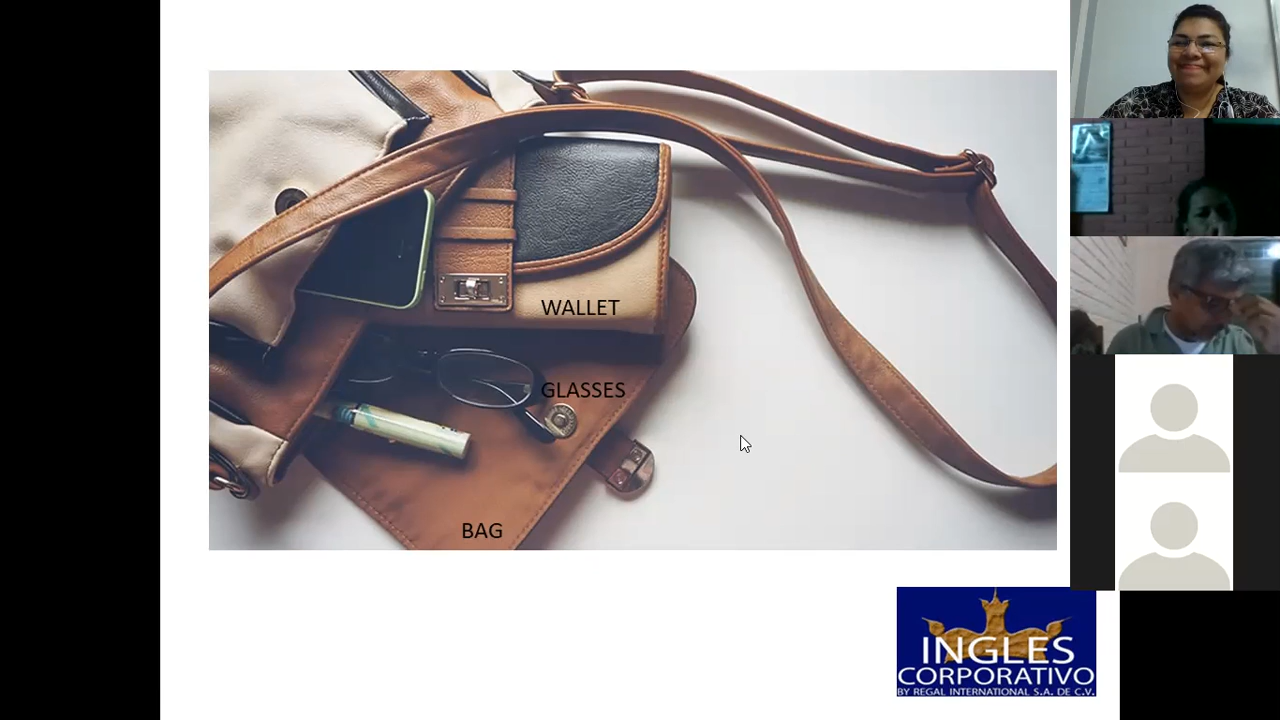 WALLET
GLASSES
BAG
INGLES
CORPORATIVO
BY REGAL INTERNATIONAL S.A. DE C.V.